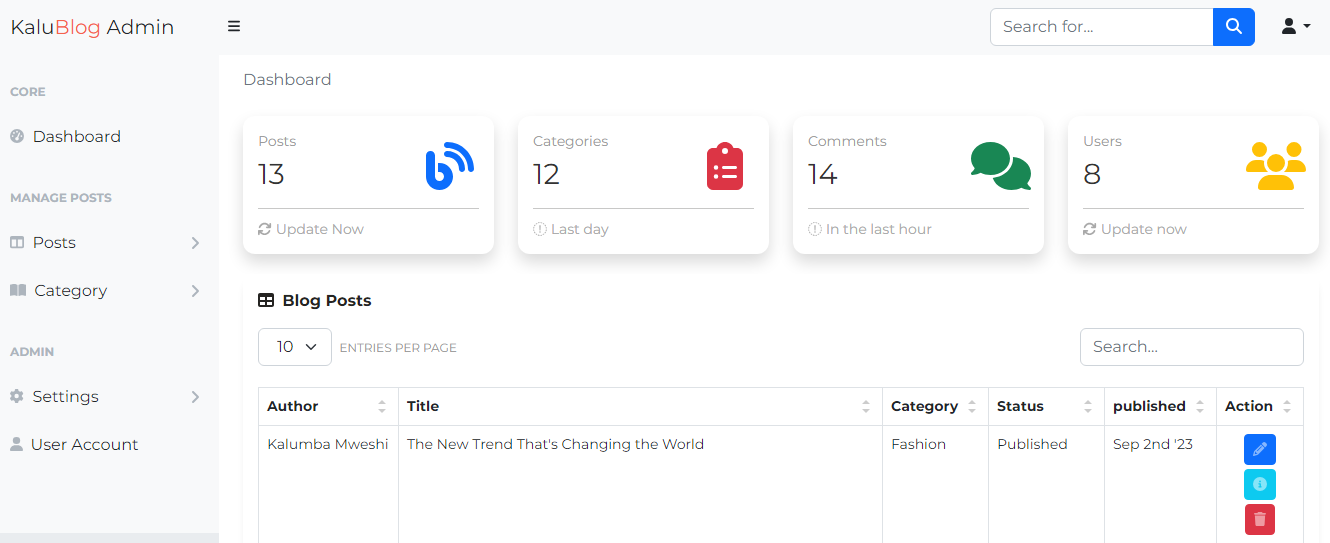 KaluBlog Admin
Search for...
CORE
Dashboard
MANAGE POSTS
Posts
Category
ADMIN
Settings
User Account
Dashboard
Posts
13
Update Now
Categories
12
Last day
Comments
14
In the last hour
Users
8
Update now
Blog Posts
10 ENTRIES PER PAGE
Search...
Author Title Category Status published Action
Kalumba Mweshi The New Trend That's Changing the World Fashion Published Sep 2nd '23